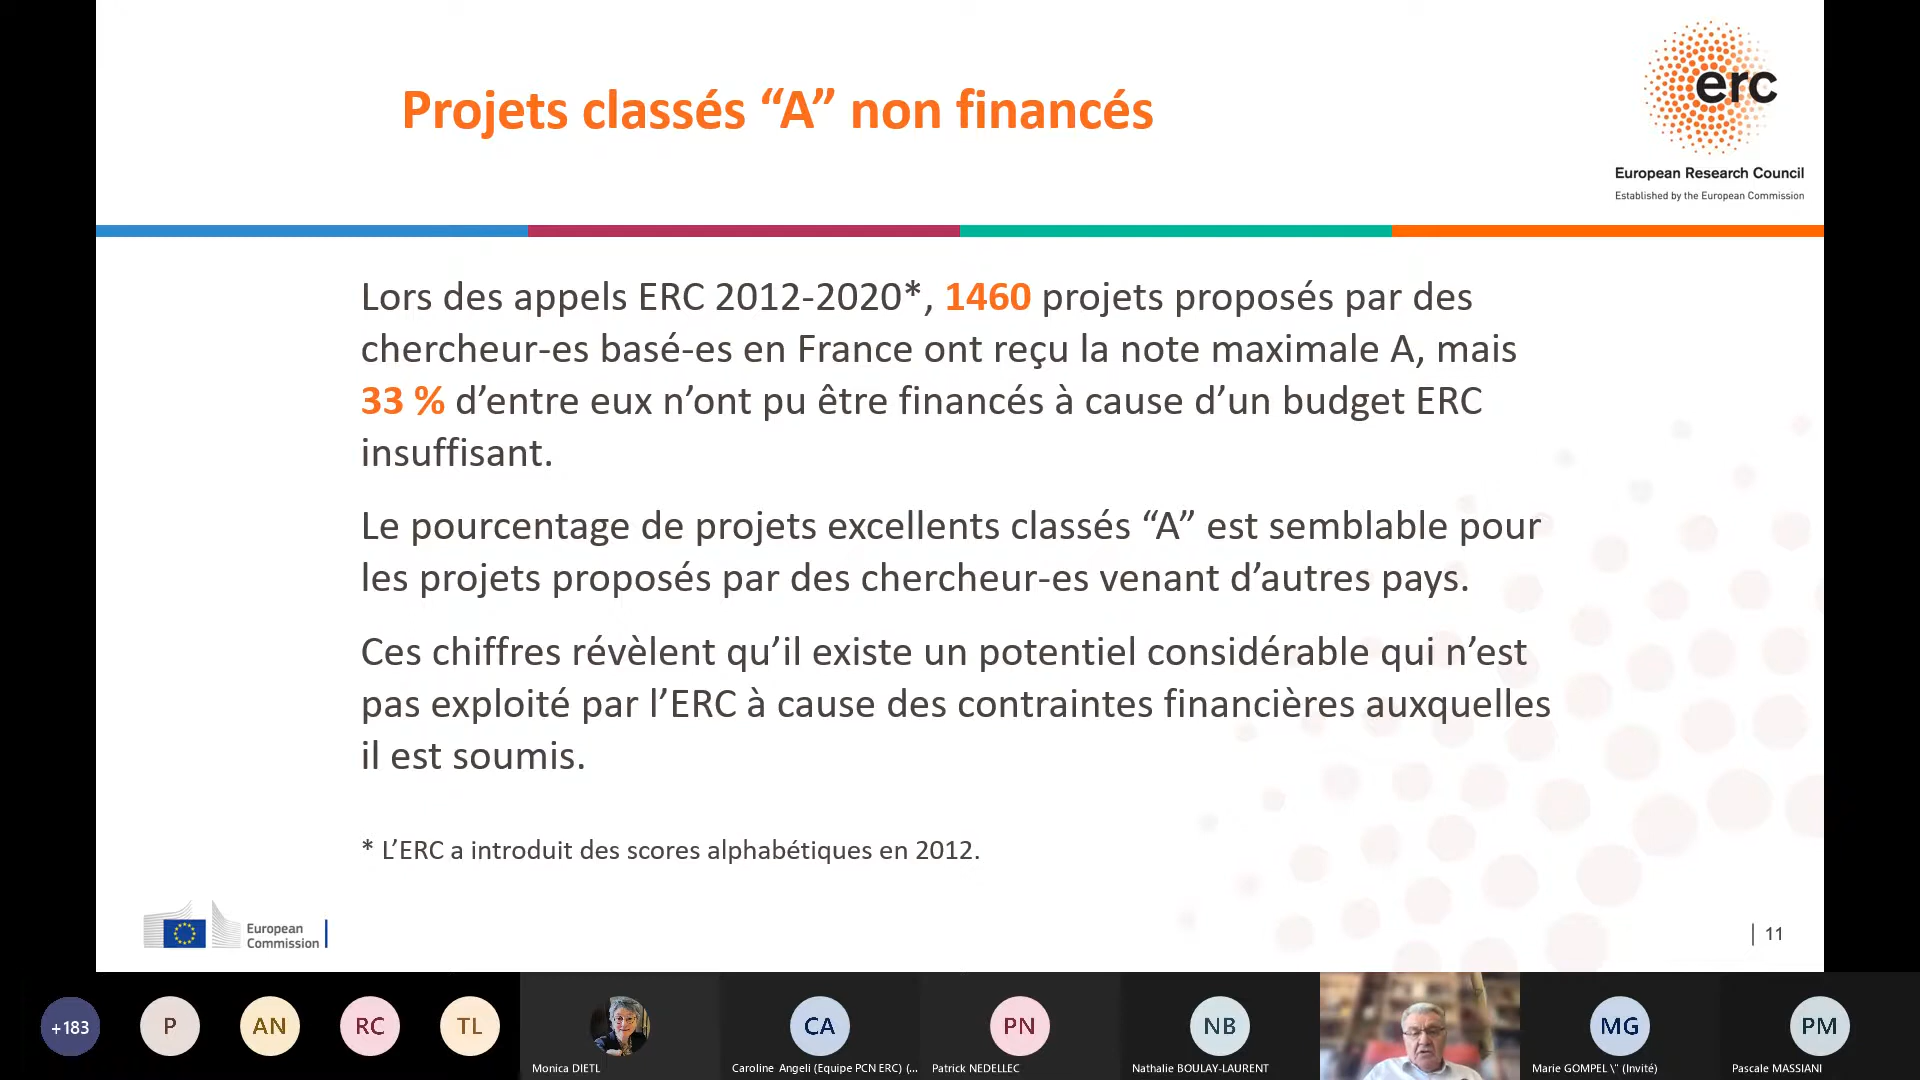 Projets classés “A” non financés
erc
European Research Council
Established by the European Commission
Lors des appels ERC 2012-2020*, 1460 projets proposés par des
chercheur-es basé-es en France ont reçu la note maximale A, mais
33 % d’entre eux n’ont pu être financés à cause d’un budget ERC
insuffisant.
Le pourcentage de projets excellents classés “A” est semblable pour
les projets proposés par des chercheur-es venant d’autres pays.
Ces chiffres révèlent qu’il existe un potentiel considérable qui n’est
pas exploité par l’ERC à cause des contraintes financières auxquelles
il est soumis.
* L’ERC a introduit des scores alphabétiques en 2012.
European
Commission
| 11
+183
P
AN
RC
TL
Monica DIETL
CA
Caroline Angeli (Equipe PCN ERC) (...
PN
Patrick NEDELLEC
NB
Nathalie BOULAY-LAURENT
MG
Marie GOMPEL \" (Invité)
PM
Pascale MASSIANI